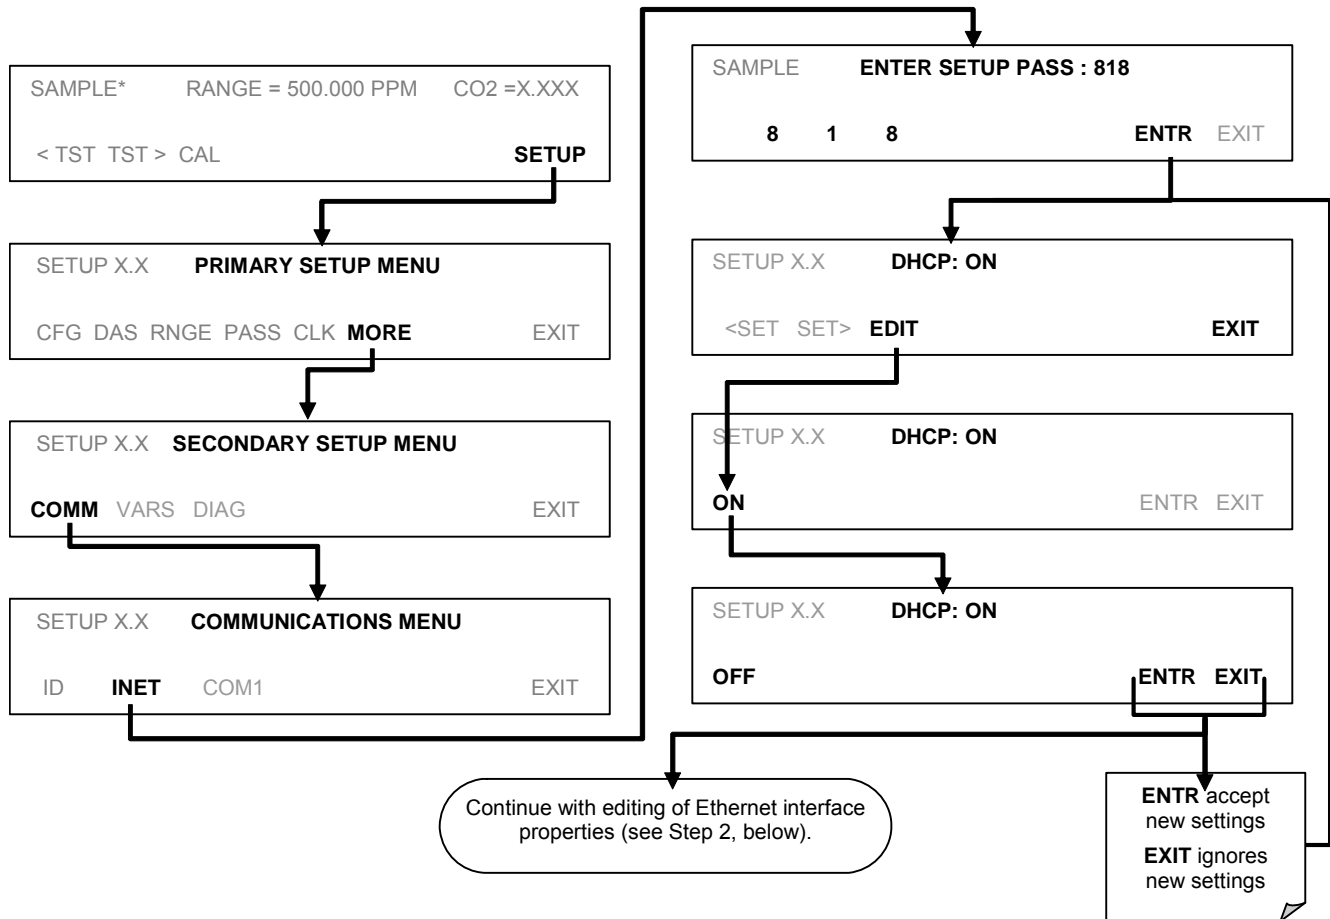 SAMPLE* RANGE = 500.000 PPM CO2 =X.XXX
< TST TST > CAL SETUP
SETUP X.X PRIMARY SETUP MENU
CFG DAS RNGE PASS CLK MORE EXIT
SETUP X.X SECONDARY SETUP MENU
COMM VARS DIAG EXIT
SETUP X.X COMMUNICATIONS MENU
ID INET COM1 EXIT
SAMPLE ENTER SETUP PASS : 818
8 1 8 ENTR EXIT
SETUP X.X DHCP: ON
<SET SET> EDIT EXIT
SETUP X.X DHCP: ON
ON ENTR EXIT
SETUP X.X DHCP: ON
OFF ENTR EXIT
Continue with editing of Ethernet interface
properties (see Step 2, below).
ENTR accept
new settings
EXIT ignores
new settings